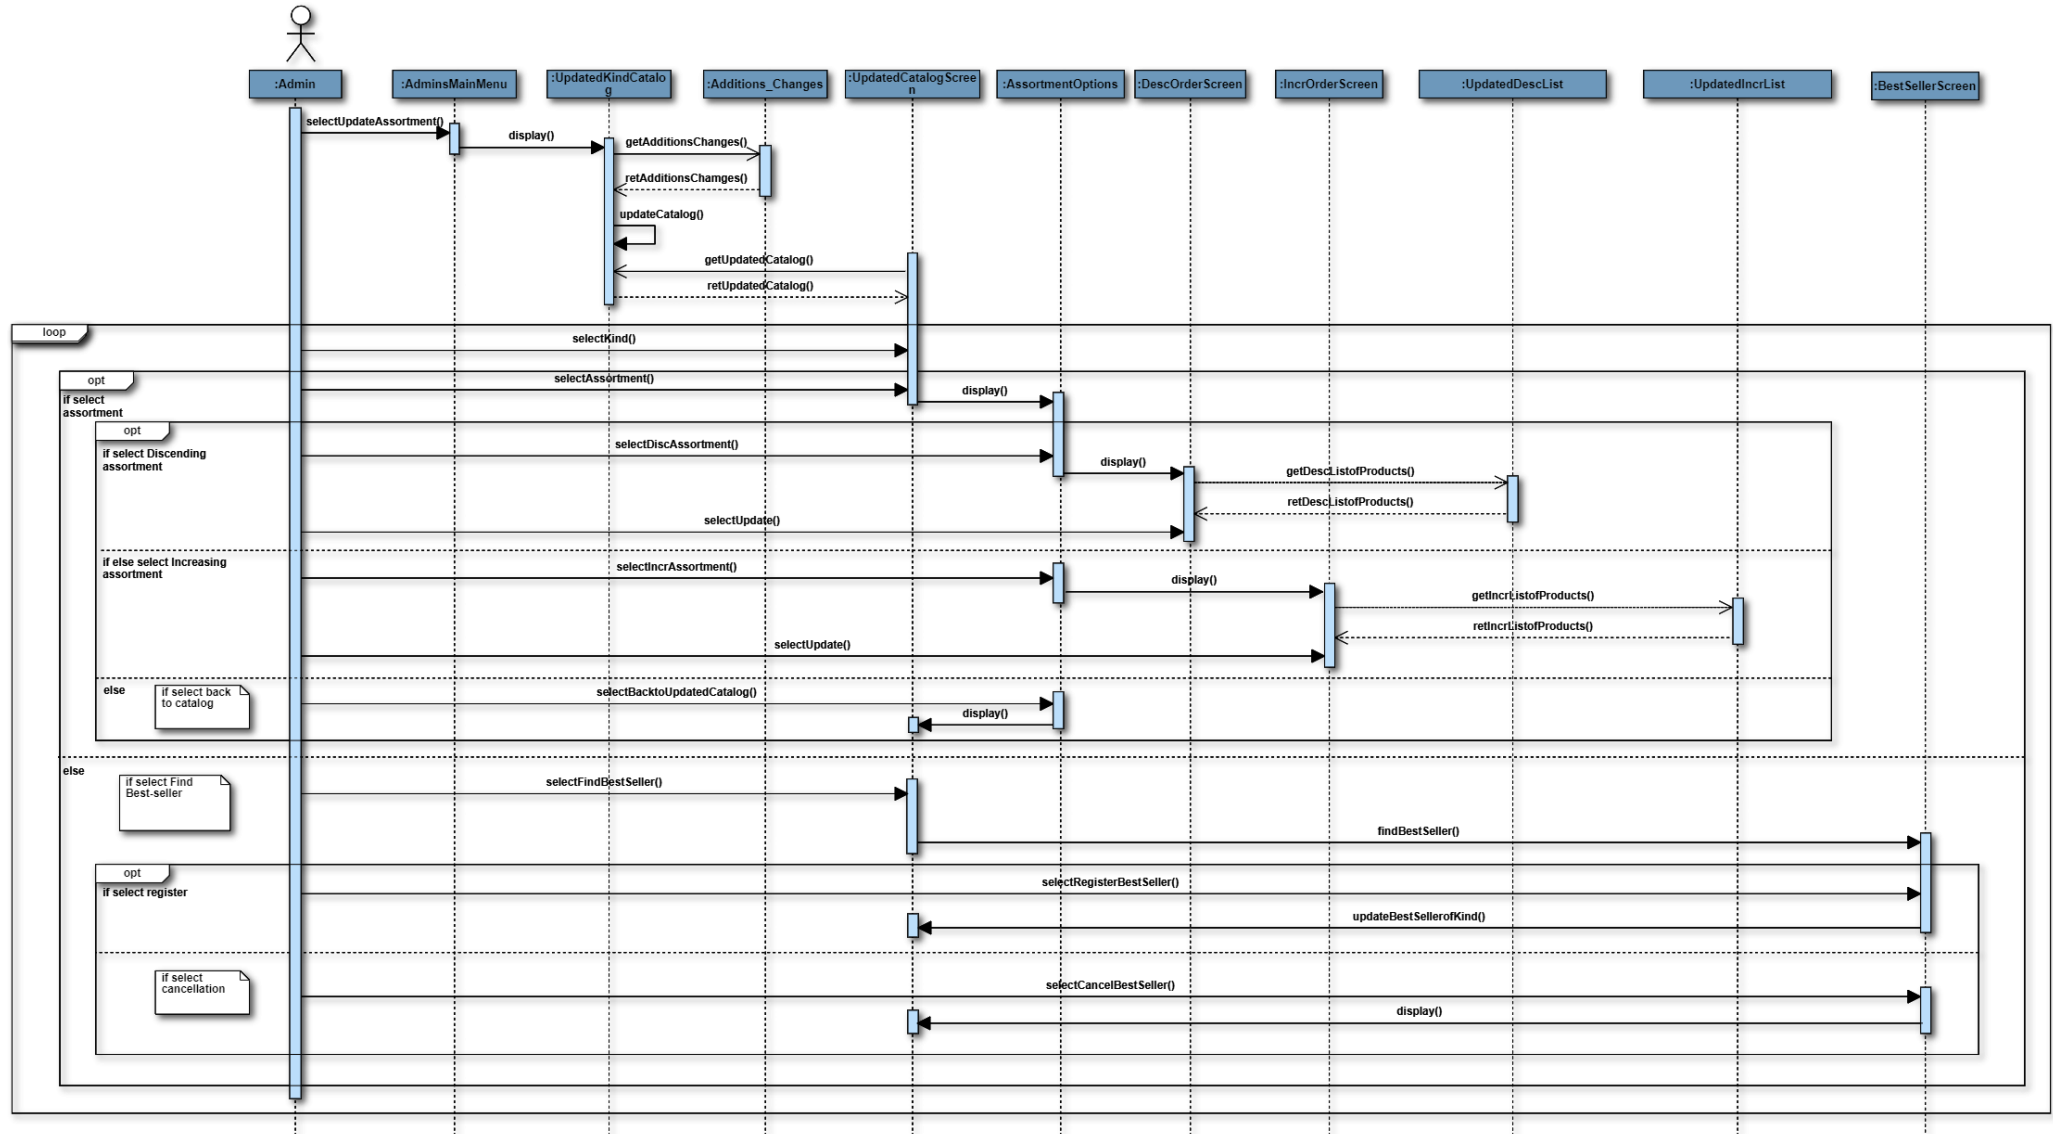 :Admin
:AdminsMainMenu
:UpdatedKindCatalo
g
:Additions_Changes
:UpdatedCatalogScree
n
:AssortmentOptions
:DescOrderScreen
:IncrOrderScreen
:UpdatedDescList
:UpdatedIncrList
:BestSellerScreen
selectUpdateAssortment()
display()
getAdditionsChanges()
retAdditionsChamges()
updateCatalog()
getUpdatedCatalog()
retUpdatedCatalog()
loop
selectKind()
opt
selectAssortment()
if select
assortment
display()
opt
selectDiscAssortment()
if select Discending
assortment
display()
getDescListofProducts()
retDescListofProducts()
selectUpdate()
if else select Increasing
assortment
selectIncrAssortment()
display()
getIncrListofProducts()
retIncrListofProducts()
selectUpdate()
else
if select back
to catalog
selectBacktoUpdatedCatalog()
display()
else
if select Find
Best-seller
selectFindBestSeller()
findBestSeller()
opt
if select register
selectRegisterBestSeller()
updateBestSellerofKind()
if select
cancellation
selectCancelBestSeller()
display()